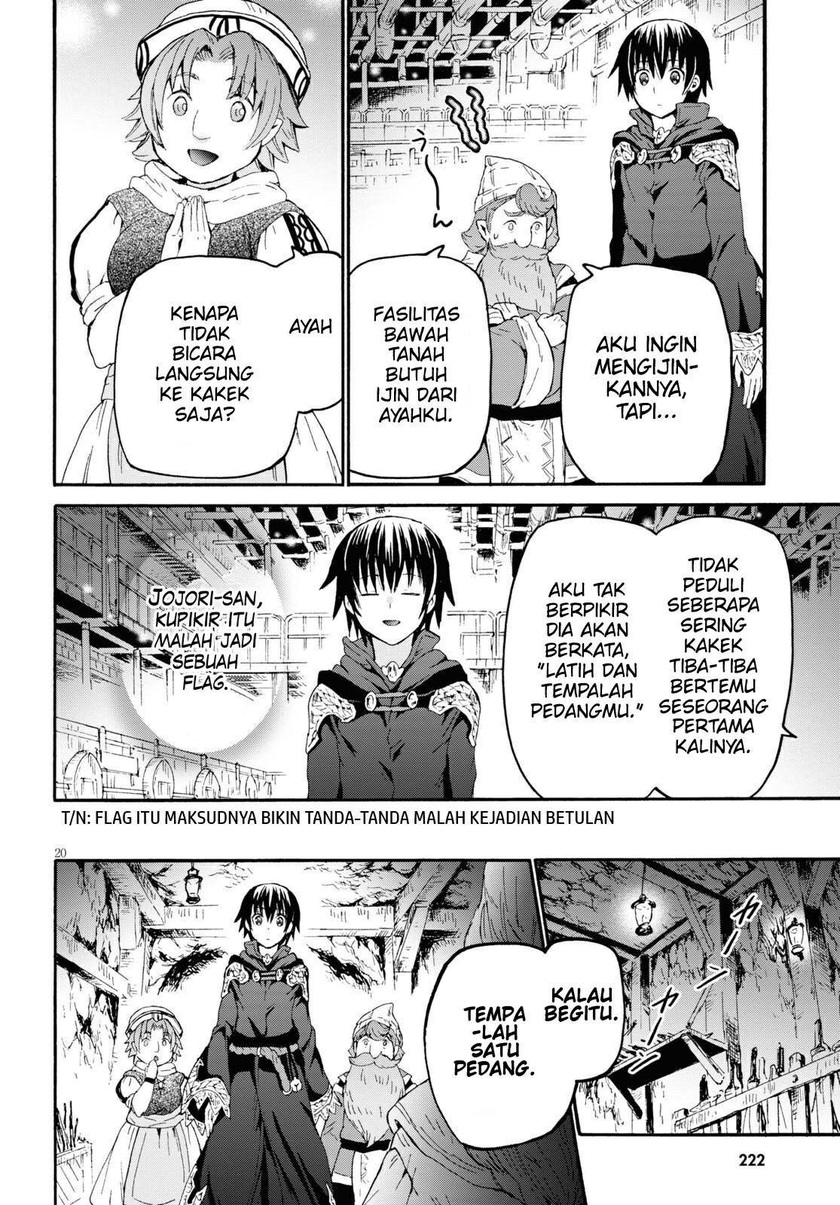 AKU INGIN
MENGIJIN-
KANNYA,
TAPI...
FASILITAS
BAWAH
TANAH
BUTUH
IJIN DARI
AYAHKU.
うーん
AYAH
KENAPA
TIDAK
BICARA
LANGSUNG
KE KAKEK
SAJA?
TIDAK
PEDULI
SEBERAPA
SERING
KAKEK
TIBA-TIBA
BERTEMU
SESEORANG
PERTAMA
KALINYA.
AKU TAK
BERPIKIR
DIA AKAN
BERKATA,
"LATIH DAN
TEMPALAH
PEDANGMU."
JOJORI-SAN,
KUPIKIR ITU
MALAH JADI
SEBUAH
FLAG.
T/N: FLAG ITU MAKSUDNYA BIKIN TANDA-TANDA MALAH KEJADIAN BETULAN
20
KALAU
BEGITU.
TEMPA
-LAH
SATU
PEDANG.
222